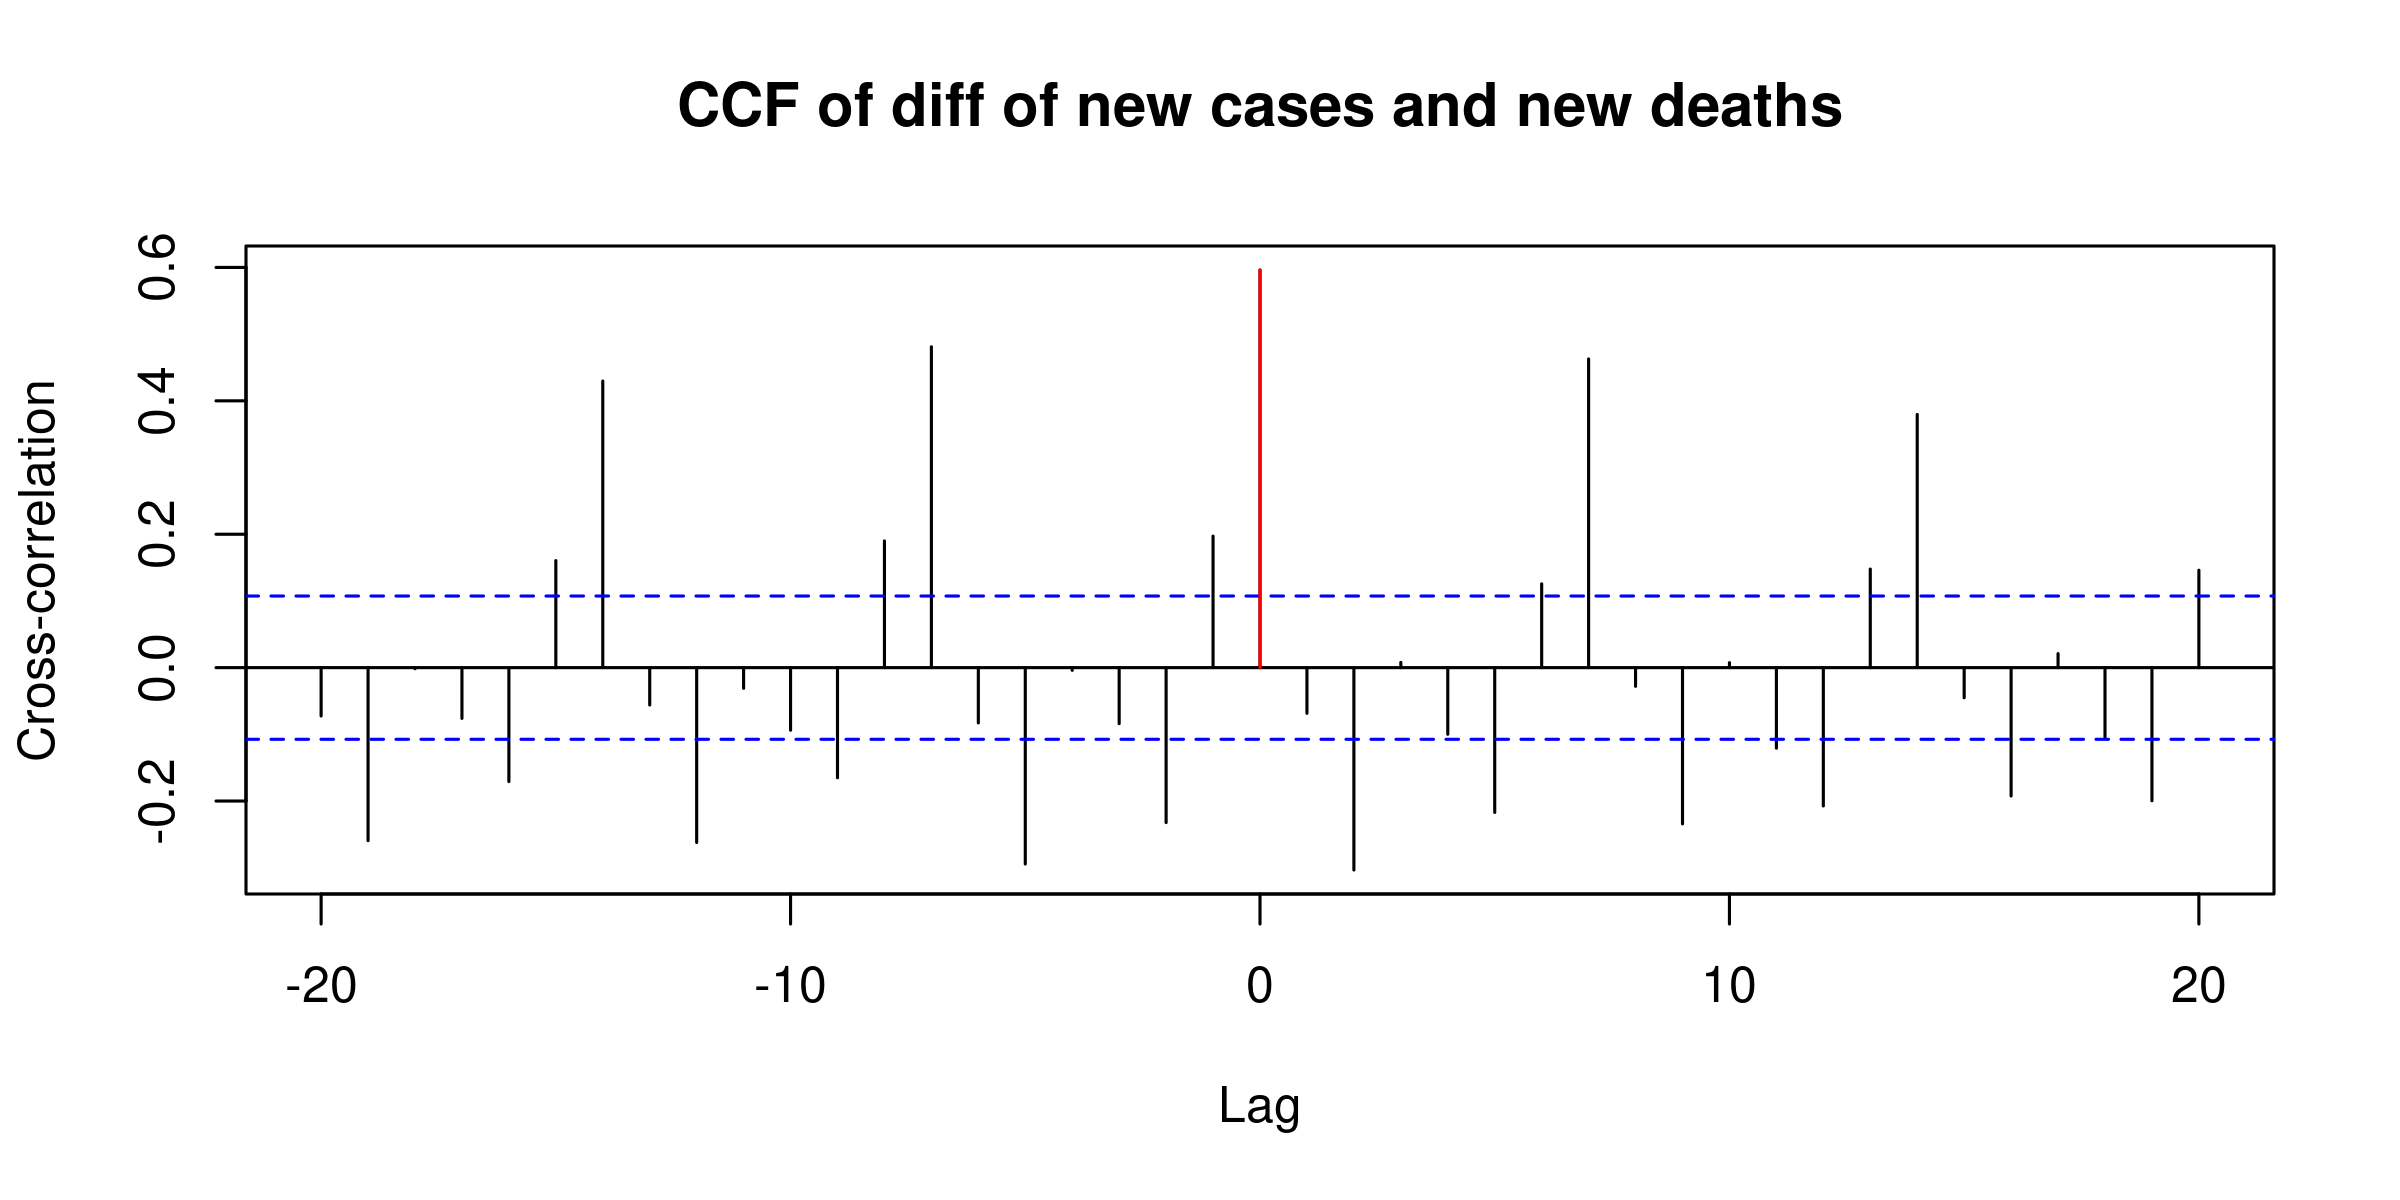 CCF of diff of new cases and new deaths
Cross-correlation
0.6
0.4
0.2
0.0
-0.2
-20 -10 0 10 20
Lag